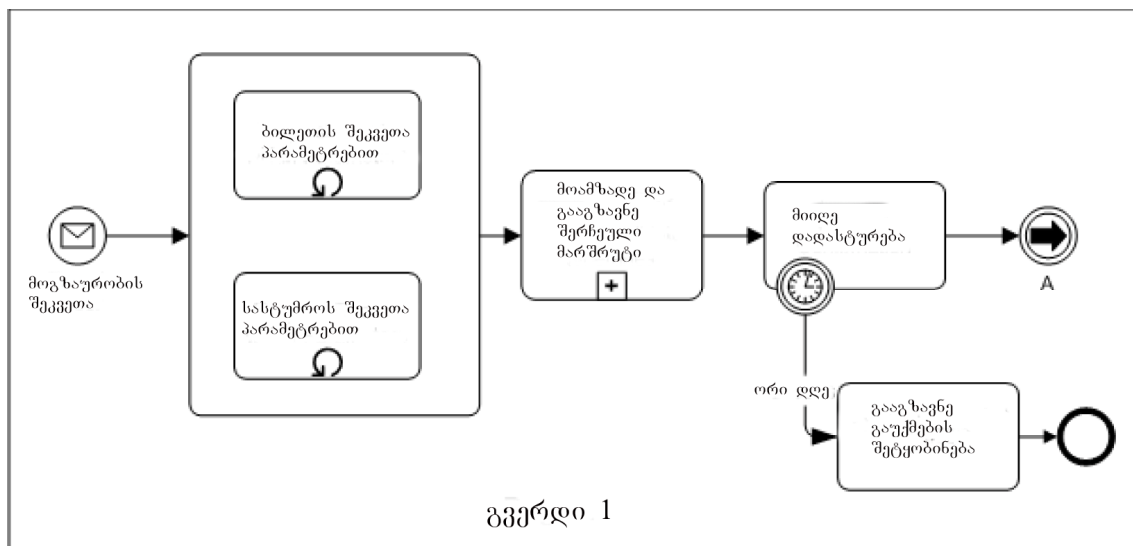 ბილეთის შეკვეთა
პარამეტრებით
მოგზაურობის
შეკვეთა
სასტუმროს შეკვეთა
პარამეტრებით
მოამზადე და
გააგზავნე
შერჩეული
მარშრუტი
მიიღე
დადასტურება
A
ორი დღე
გააგზავნე
გაუქმების
შეტყობინება
გვერდი 1